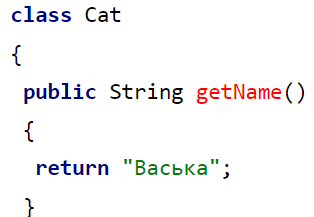 class Cat
{
public String getName()
{
return "Васька";
}